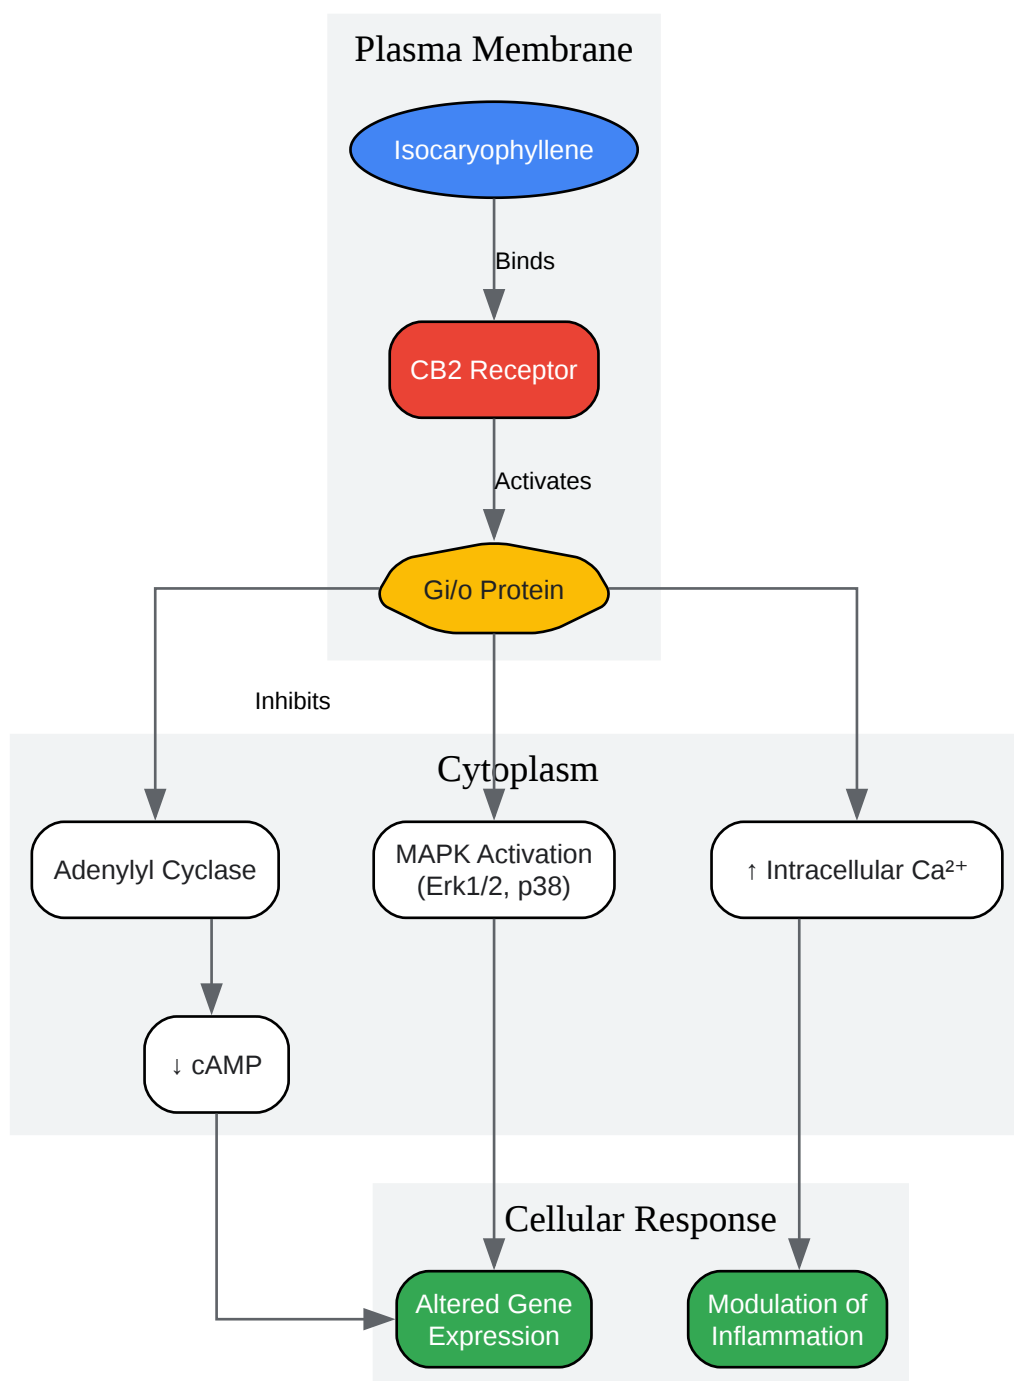 Plasma Membrane
Isocaryophyllene
Binds
CB2 Receptor
Activates
Gi/o Protein
Inhibits
Cytoplasm
Adenylyl Cyclase
MAPK Activation
(Erk1/2, p38)
↑ Intracellular Ca²⁺
↓ cAMP
Cellular Response
Altered Gene
Expression
Modulation of
Inflammation